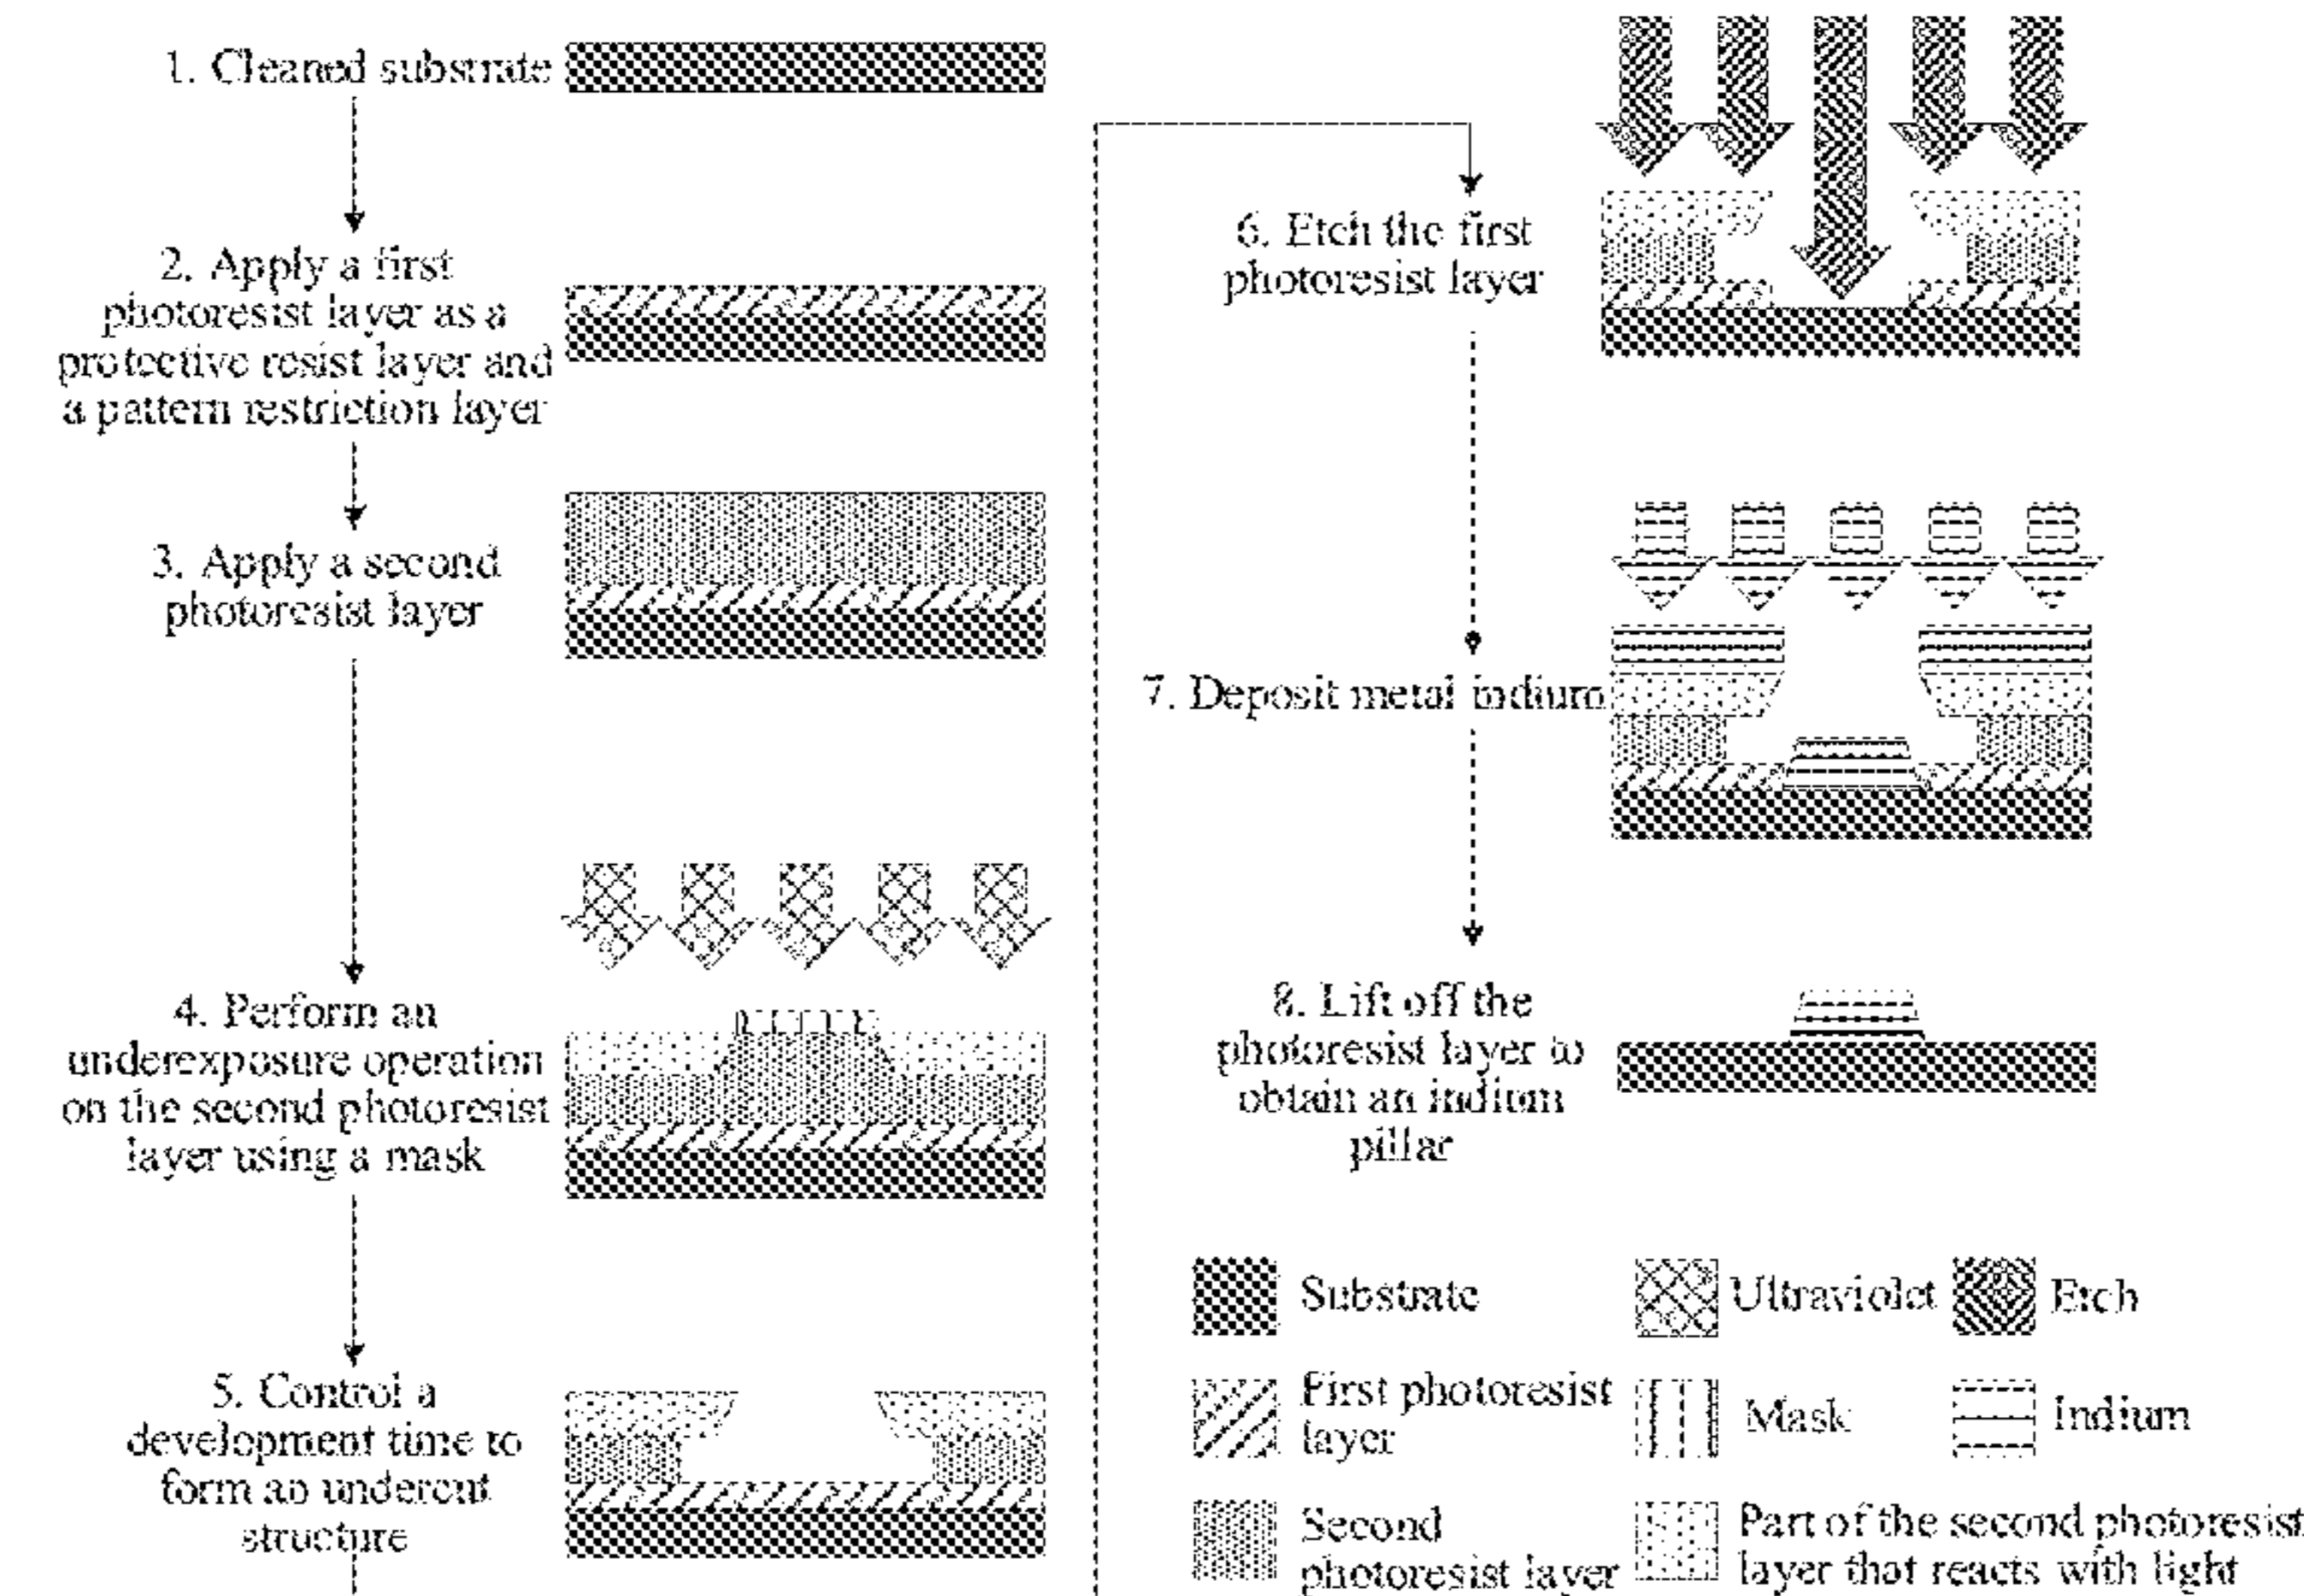 1. Cleaned substrate
2. Apply a first
photoresist layer as a
protective resist layer and
a pattern restriction layer
3. Apply a second
photoresist layer
4. Perform an
underexposure operation
on the second photoresist
layer using a mask
5. Control a
development time to
form an undercut
structure
6. Etch the first
photoresist layer
7. Deposit metal indium
8. Lift off the
photoresist layer to
obtain an indium
pillar
Substrate
Ultraviolet
Etch
First photoresist
layer
Mask
Indium
Second
photoresist layer
Part of the second photoresist
layer that reacts with light